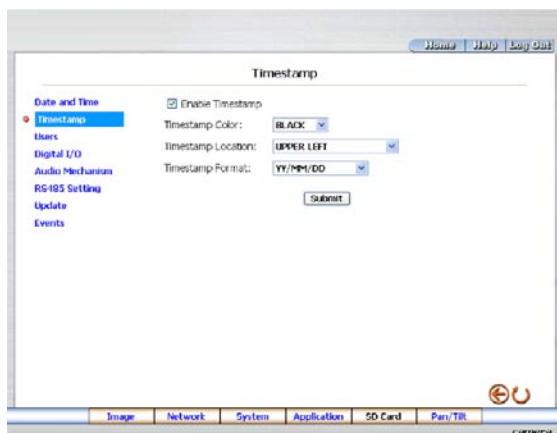 Home Help Log Out
Timestamp
Date and Time
Timestamp
Users
Digital I/O
Audio Mechanism
RS485 Setting
Update
Events
Enable Timestamp
Timestamp Color: BLACK
Timestamp Location: UPPER LEFT
Timestamp Format: YY/MM/DD
Submit
Image Network System Application SD Card Pan/Tilt